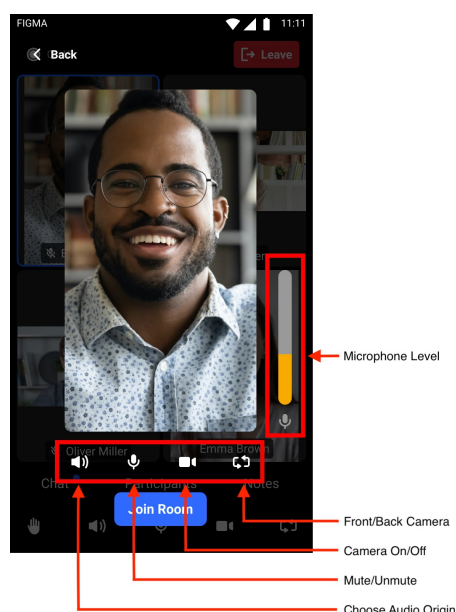 FIGMA 11:11
Back Leave
Oliver Miller Emma Brown
Microphone Level
Chat Participants Notes
Join Room
Front/Back Camera
Camera On/Off
Mute/Unmute
Choose Audio Origin